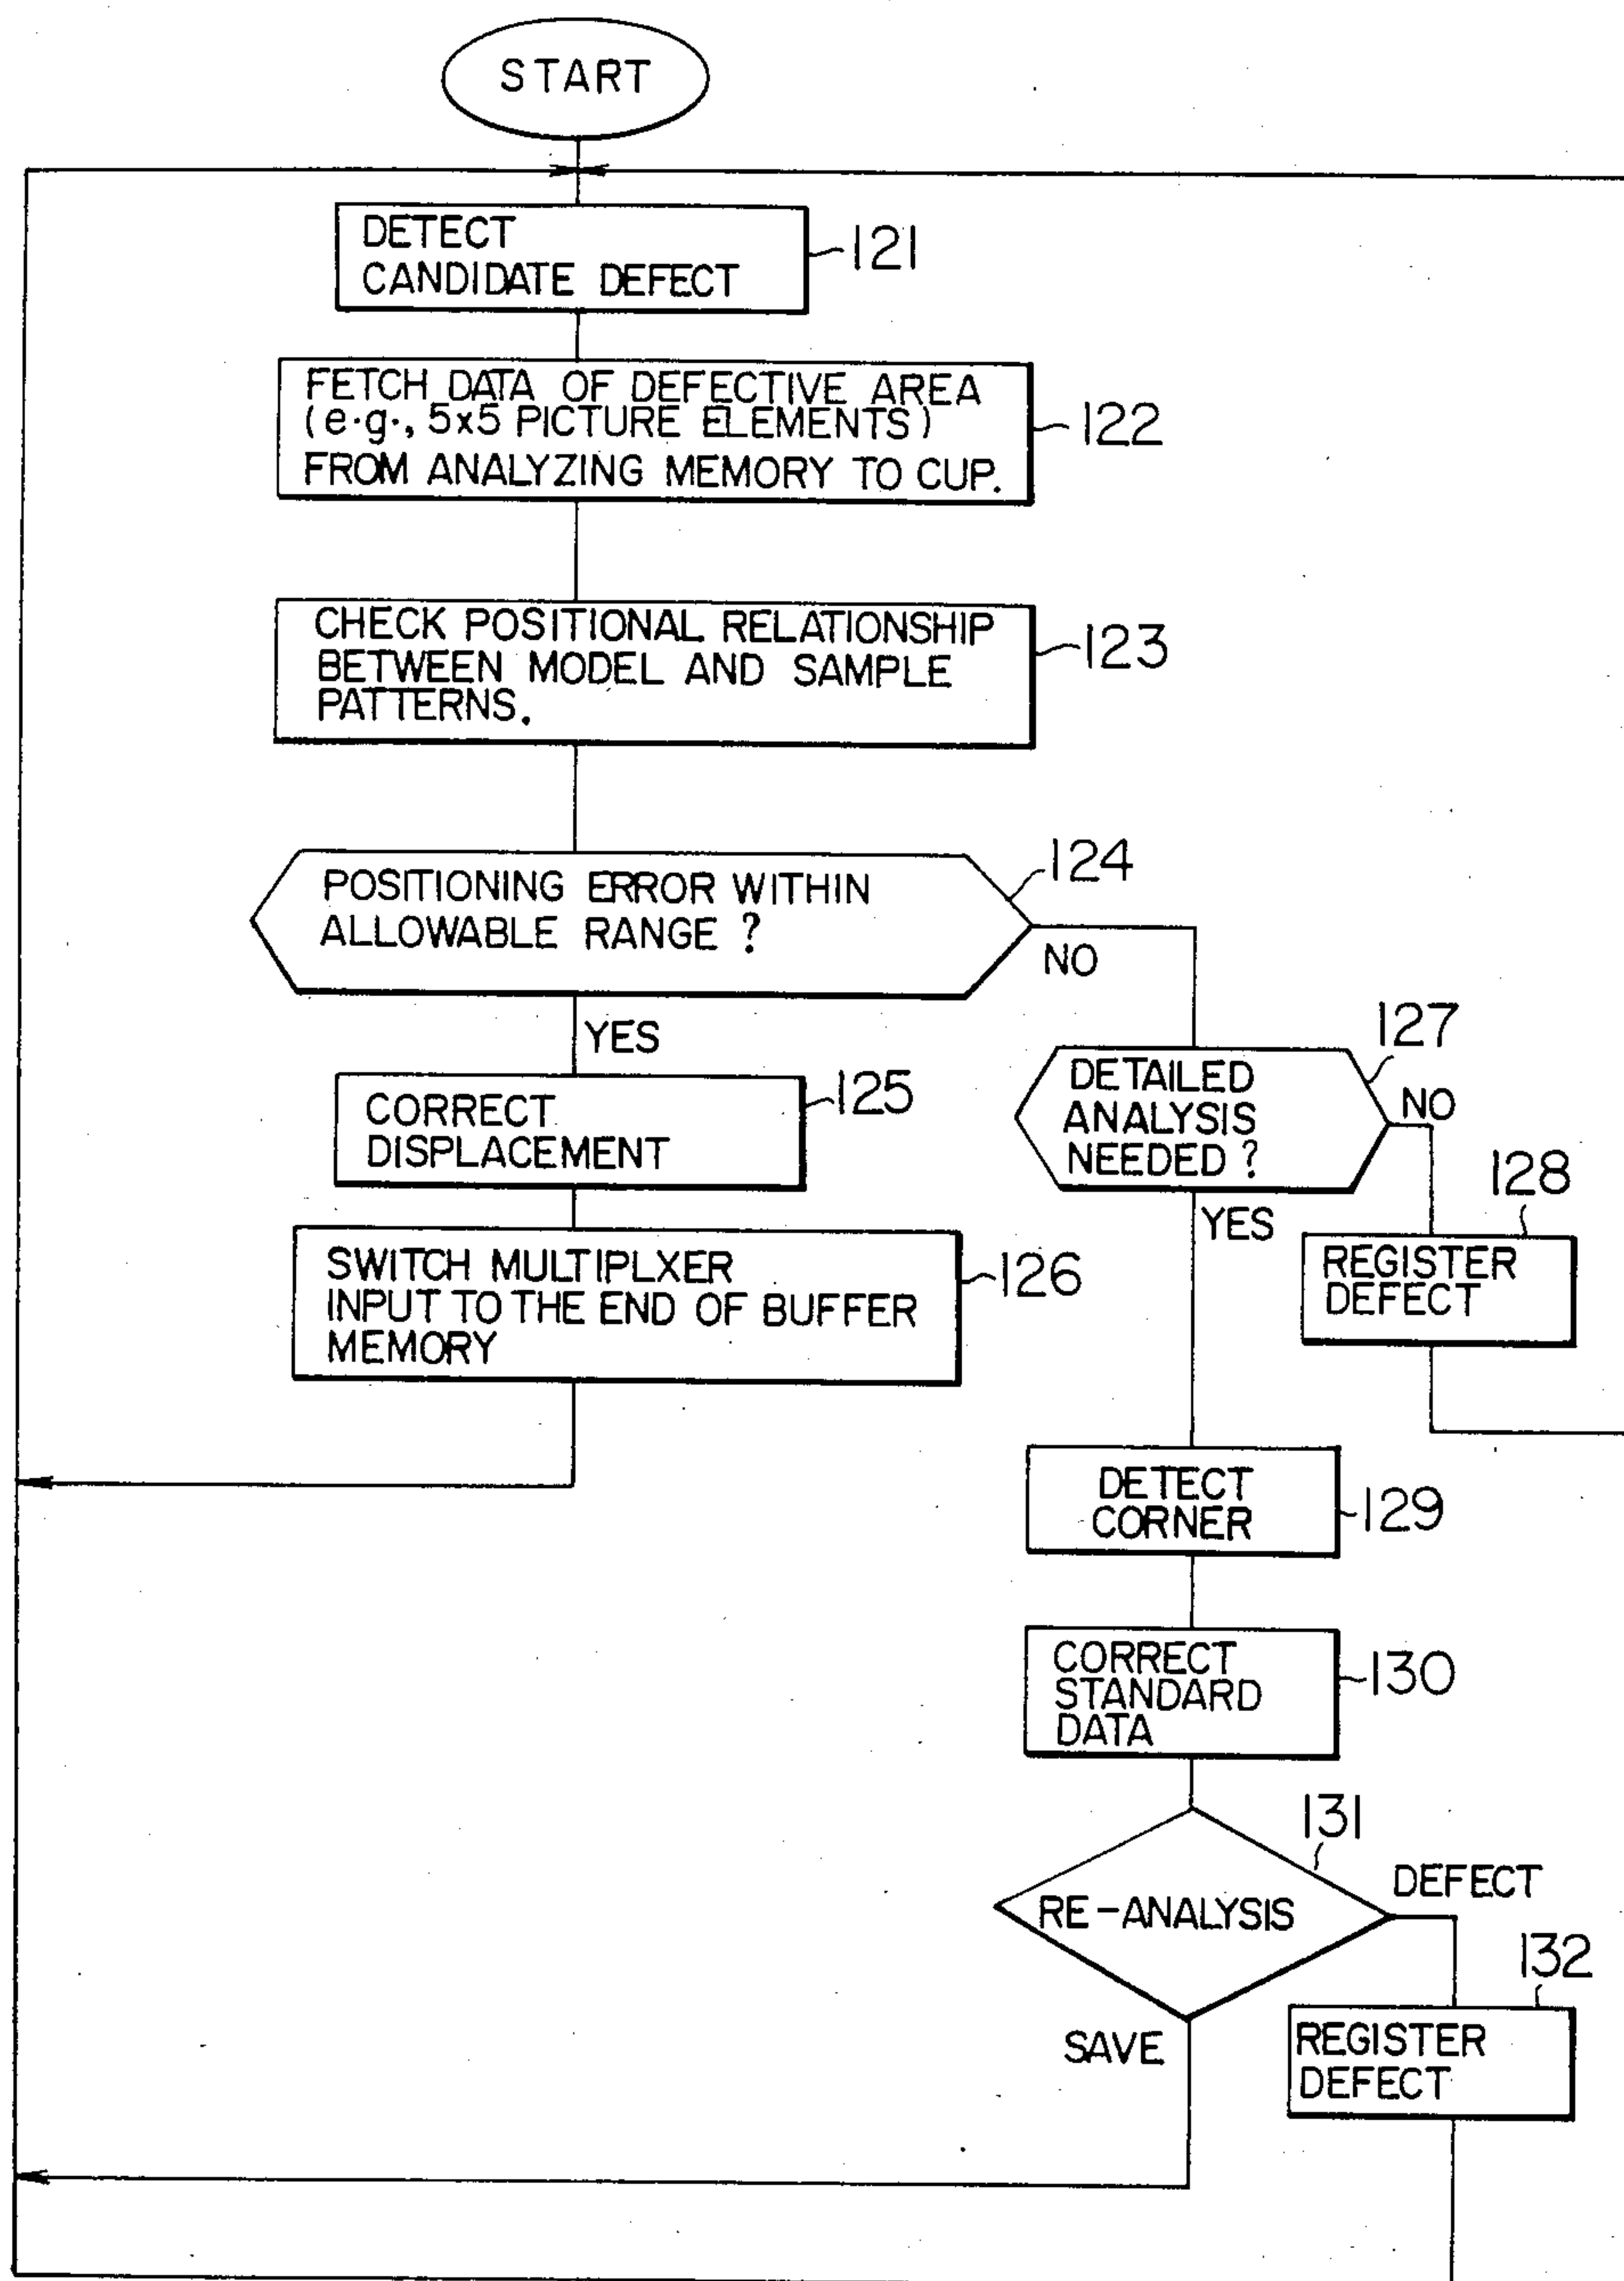 START
DETECT
CANDIDATE DEFECT
121
FETCH DATA OF DEFECTIVE AREA
(e.g., 5x5 PICTURE ELEMENTS)
FROM ANALYZING MEMORY TO CUP.
122
CHECK POSITIONAL RELATIONSHIP
BETWEEN MODEL AND SAMPLE
PATTERNS.
123
POSITIONING ERROR WITHIN
ALLOWABLE RANGE ?
124
NO
YES
CORRECT
DISPLACEMENT
125
SWITCH MULTIPLXER
INPUT TO THE END OF BUFFER
MEMORY
126
DETAILED
ANALYSIS
NEEDED ?
127
NO
YES
REGISTER
DEFECT
128
DETECT
CORNER
129
CORRECT
STANDARD
DATA
130
RE-ANALYSIS
131
DEFECT
SAVE
REGISTER
DEFECT
132